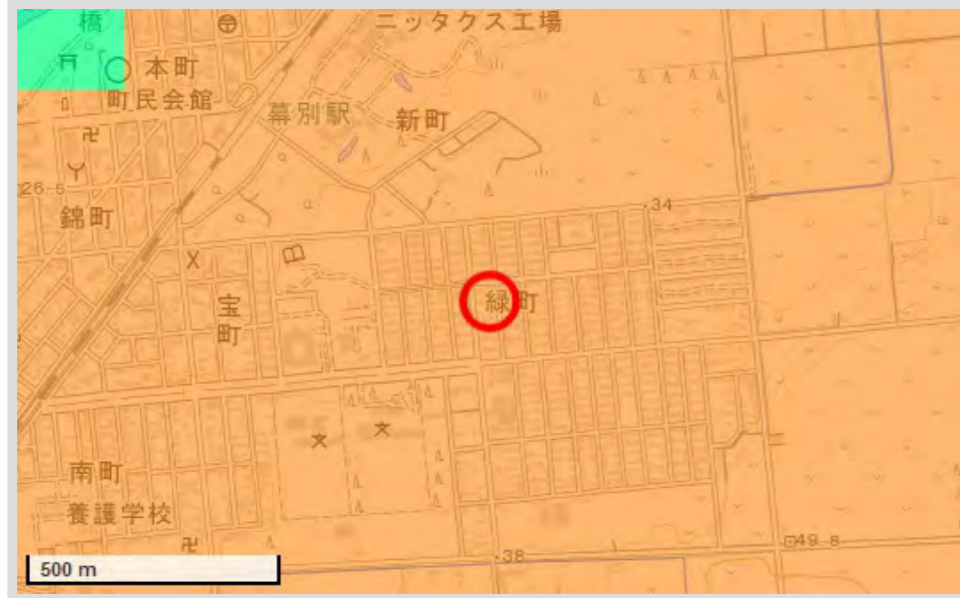 橋
ニッタクス工場
本町
町民会館
幕別駅
新町
26 5
錦町
34
宝町
緑町
南町
養護学校
49 8
38
500 m